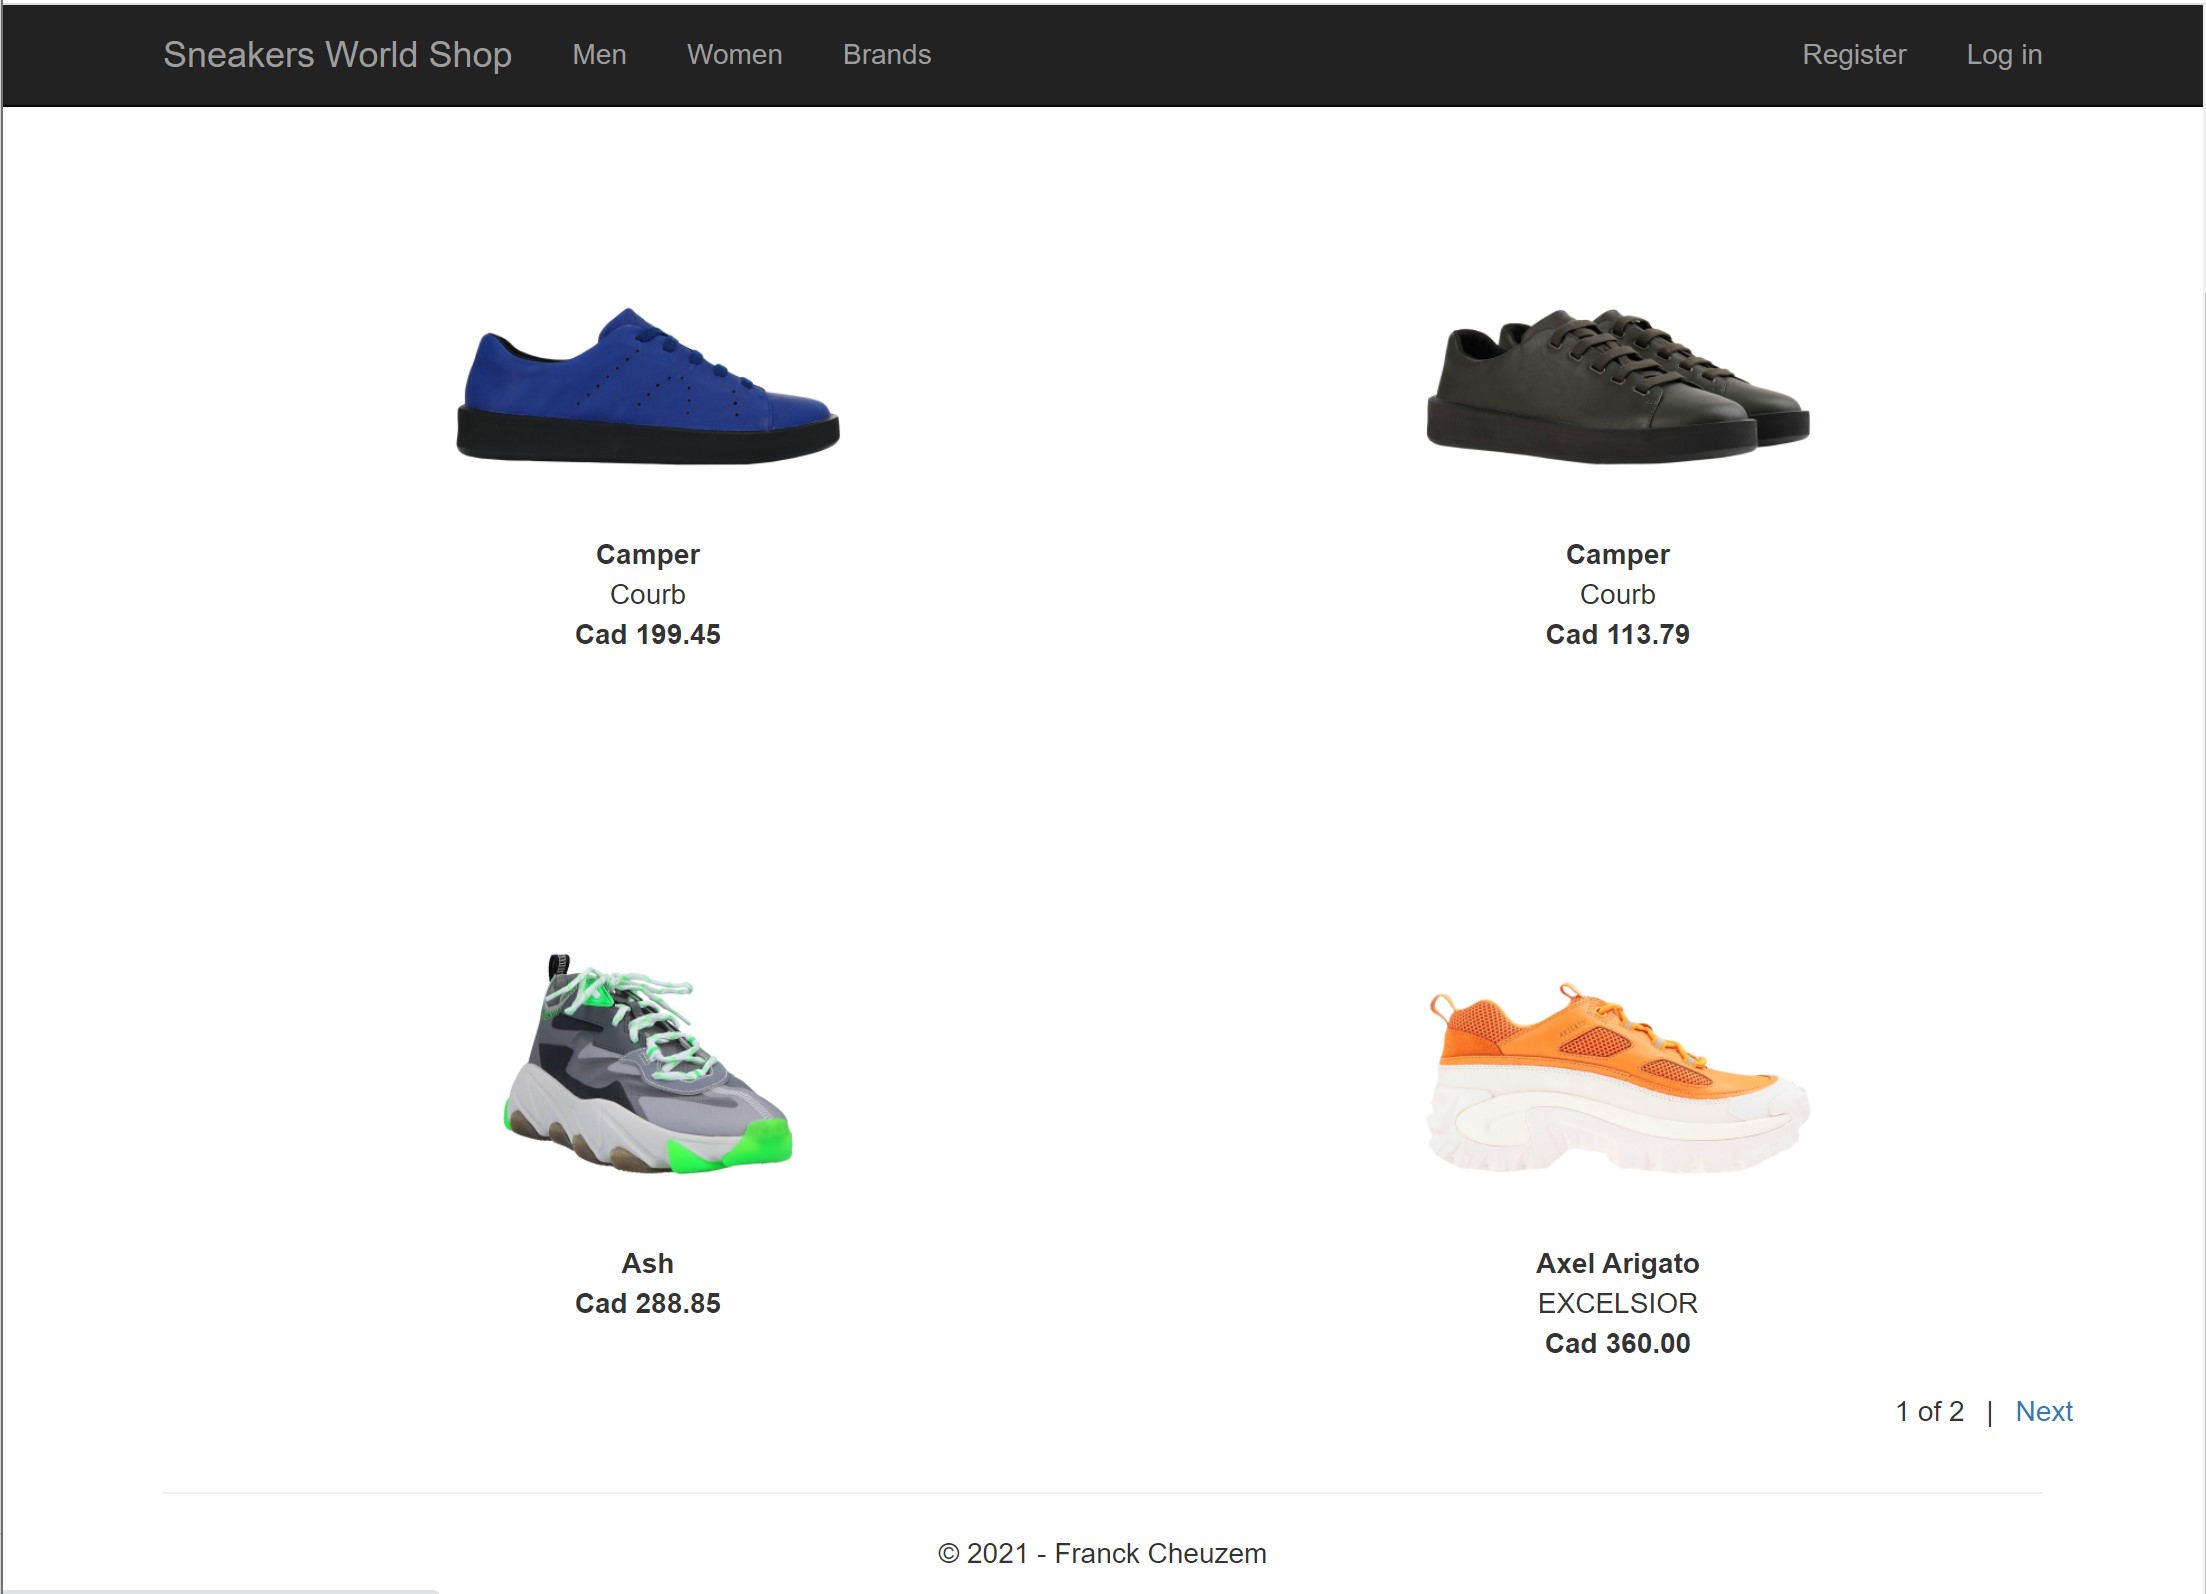 Sneakers World Shop Men Women Brands Register Log in
Camper
Courb
Cad 199.45
Camper
Courb
Cad 113.79
Ash
Cad 288.85
Axel Arigato
EXCELSIOR
Cad 360.00
1 of 2 | Next
© 2021 - Franck Cheuzem